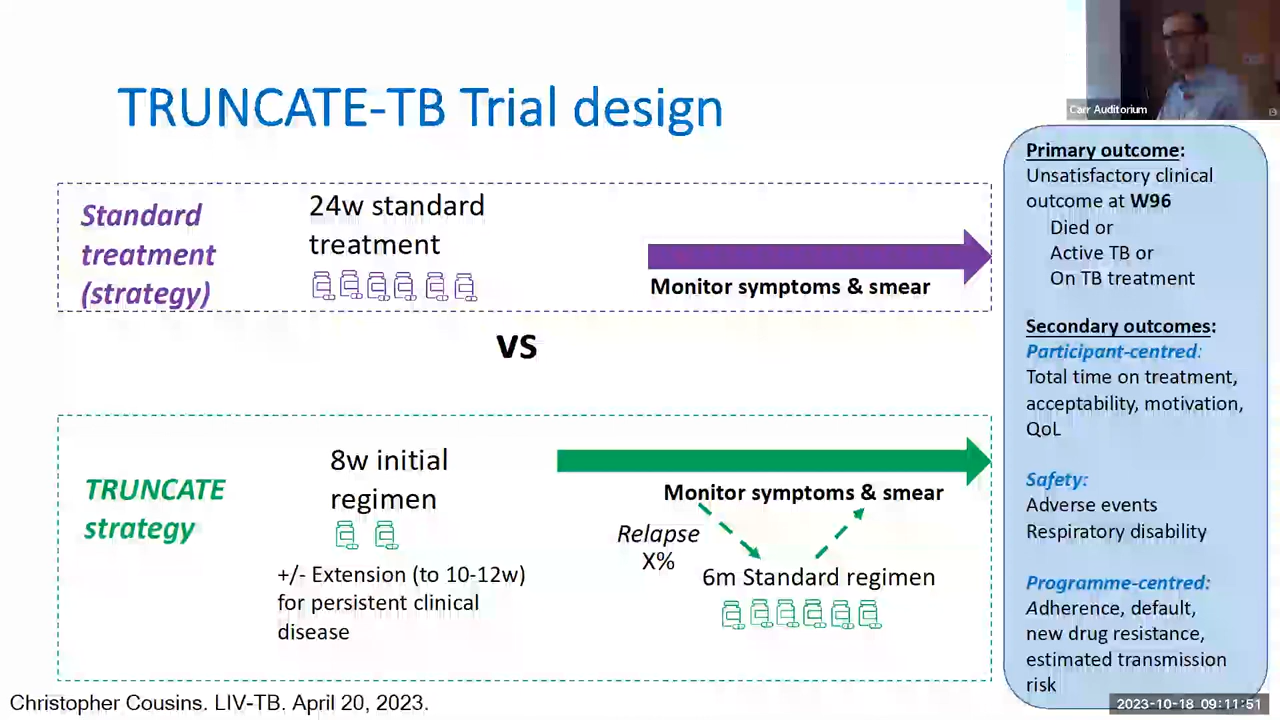 TRUNCATE-TB Trial design
Carr Auditorium
Standard
treatment
(strategy)
24w standard
treatment
Monitor symptoms & smear
vs
TRUNCATE
strategy
8w initial
regimen
+/- Extension (to 10-12w)
for persistent clinical
disease
Monitor symptoms & smear
Relapse
X%
6m Standard regimen
Primary outcome:
Unsatisfactory clinical
outcome at W96
Died or
Active TB or
On TB treatment
Secondary outcomes:
Participant-centred:
Total time on treatment,
acceptability, motivation,
QoL
Safety:
Adverse events
Respiratory disability
Programme-centred:
Adherence, default,
new drug resistance,
estimated transmission
risk
Christopher Cousins. LIV-TB. April 20, 2023.
2023-10-18 09:11:51